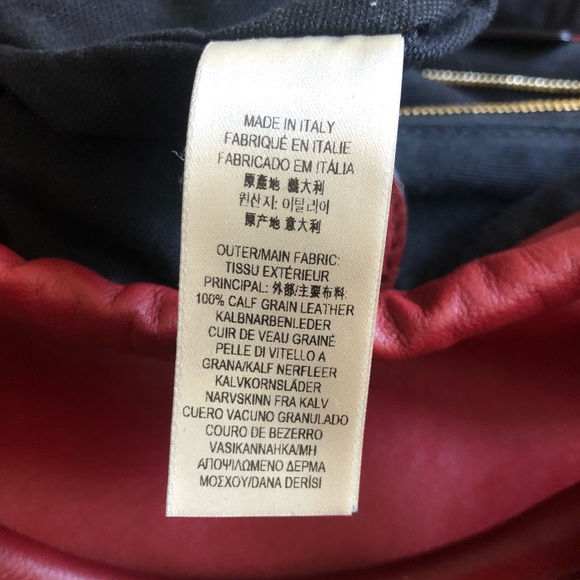 MADE IN ITALY
FABRIQUÉ EN ITALIE
FABRICADO EM ITÁLIA
原產地 義大利
원산지: 이탈리아
原产地 意大利
OUTER/MAIN FABRIC:
TISSU EXTÉRIEUR
PRINCIPAL: 外部/主要布料:
100% CALF GRAIN LEATHER
KALBNARBENLEDER
CUIR DE VEAU GRAINÉ
PELLE DI VITELLO A
GRANA/KALF NERFLEER
KALVKORNSLÄDER
NARVSKINN FRA KALV
CUERO VACUNO GRANULADO
COURO DE BEZERRO
VASIKANNAHKA/MH
ΑΠΟΨΙΛΩΜΕΝΟ ΔΕΡΜΑ
ΜΟΣΧΟΥ/DANA DERİSİ